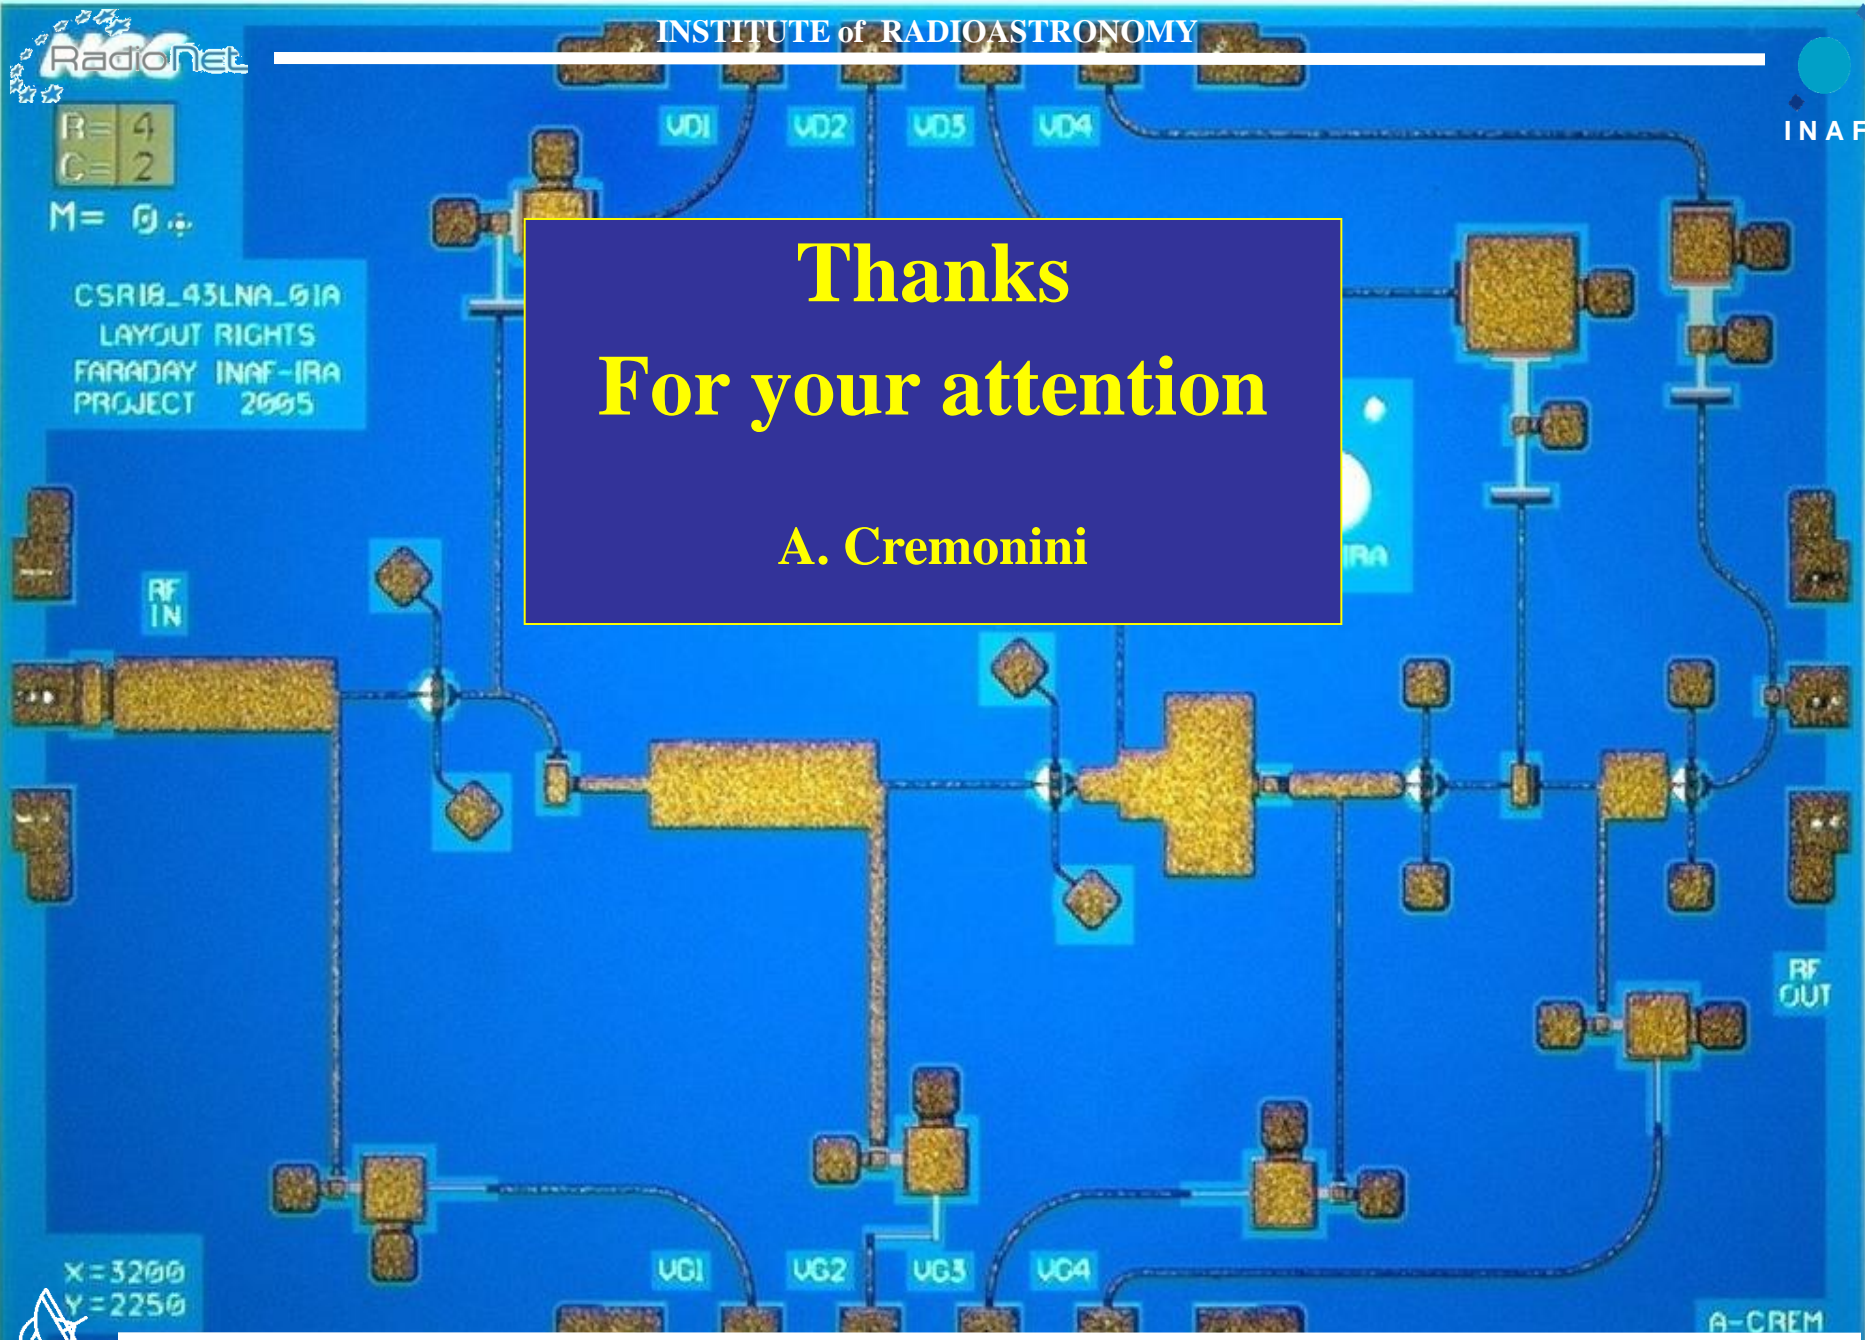 INSTITUTE of RADIOASTRONOMY
RadioNet
INAF
R= 4
C= 2
M= 0
VD1 VD2 VD3 VD4
CSR18_43LNA_01A
LAYOUT RIGHTS
FARADAY INAF-IRA
PROJECT 2005
Thanks
For your attention
A. Cremonini
IRA
RF
IN
RF
OUT
VG1 VG2 VG3 VG4
X=3200
Y=2250
A-CREM